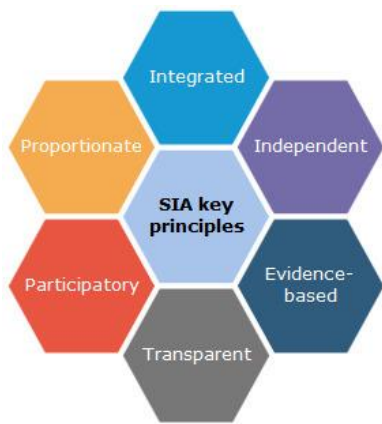 Integrated
Proportionate
Independent
SIA key
principles
Participatory
Evidence-
based
Transparent